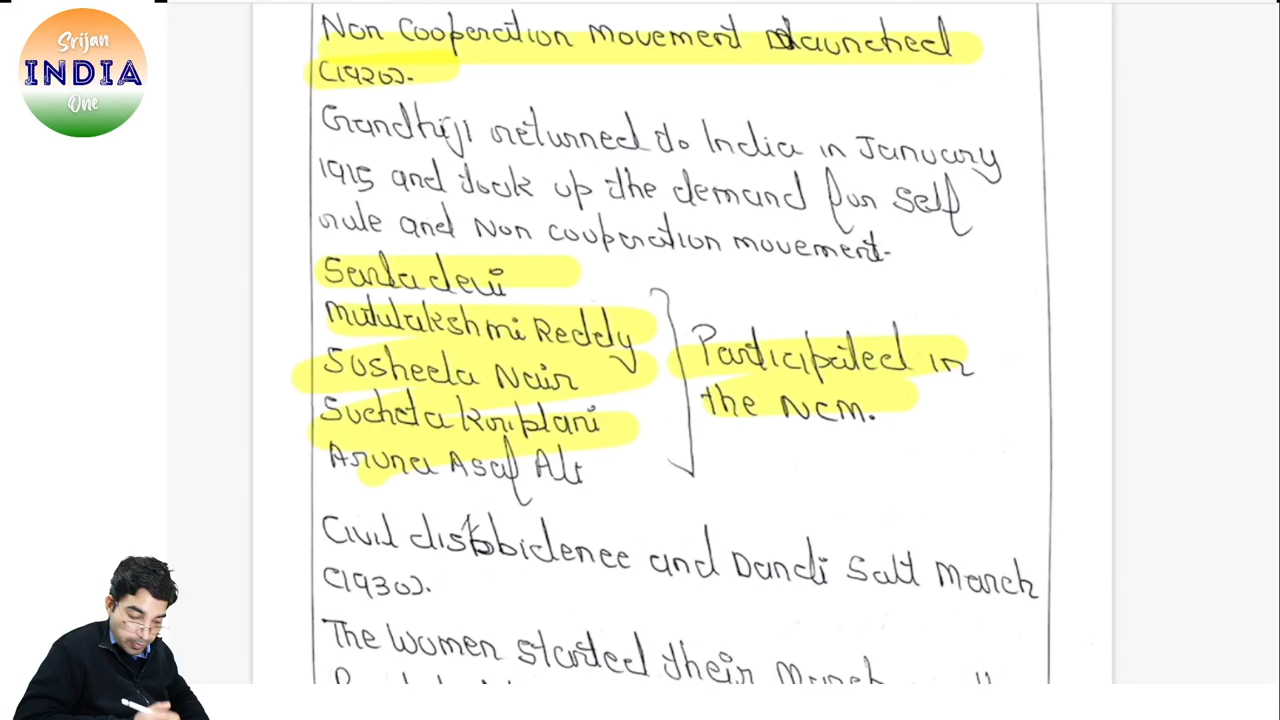 Srijan
INDIA
One
Non Cooperation movement launched
(1920).
Gandhiji returned to India in January
1915 and took up the demand for self
rule and Non cooperation movement.
Sarla devi
Mutulakshmi Reddy
Susheela Nair
Sucheta Kriplani
Aruna Asaf Ali
Participated in
the NCM.
Civil disobidence and Dandi Salt March
(1930).
The women started their March